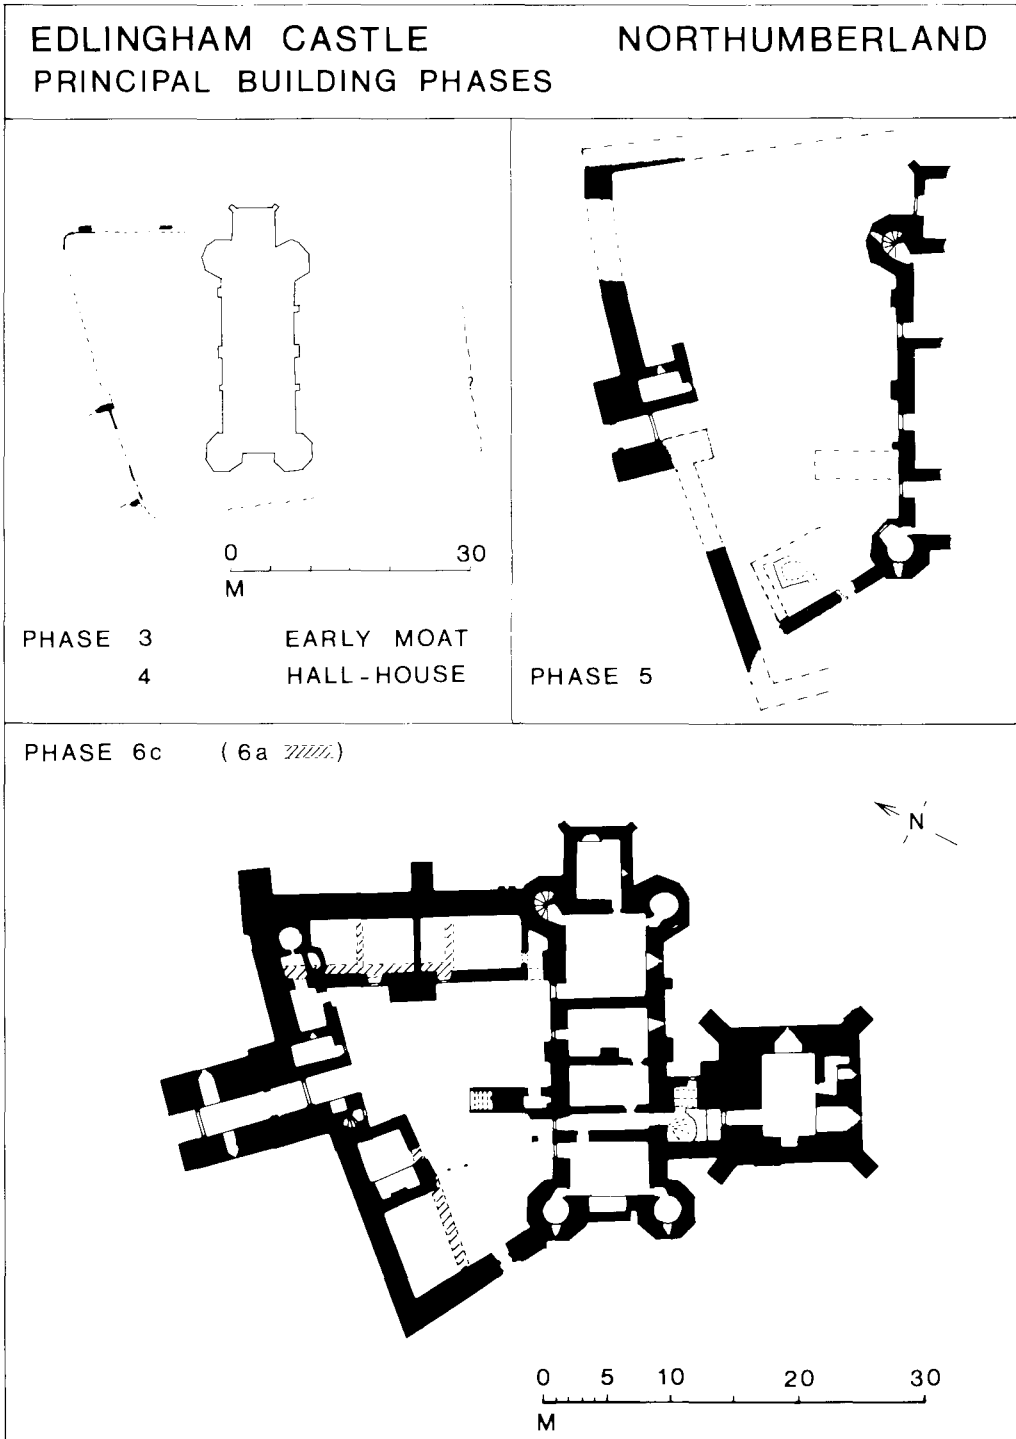 EDLINGHAM CASTLE NORTHUMBERLAND
PRINCIPAL BUILDING PHASES
?
0 30
M
PHASE 3 EARLY MOAT
4 HALL-HOUSE
PHASE 5
PHASE 6c (6a )
N
0 5 10 20 30
M